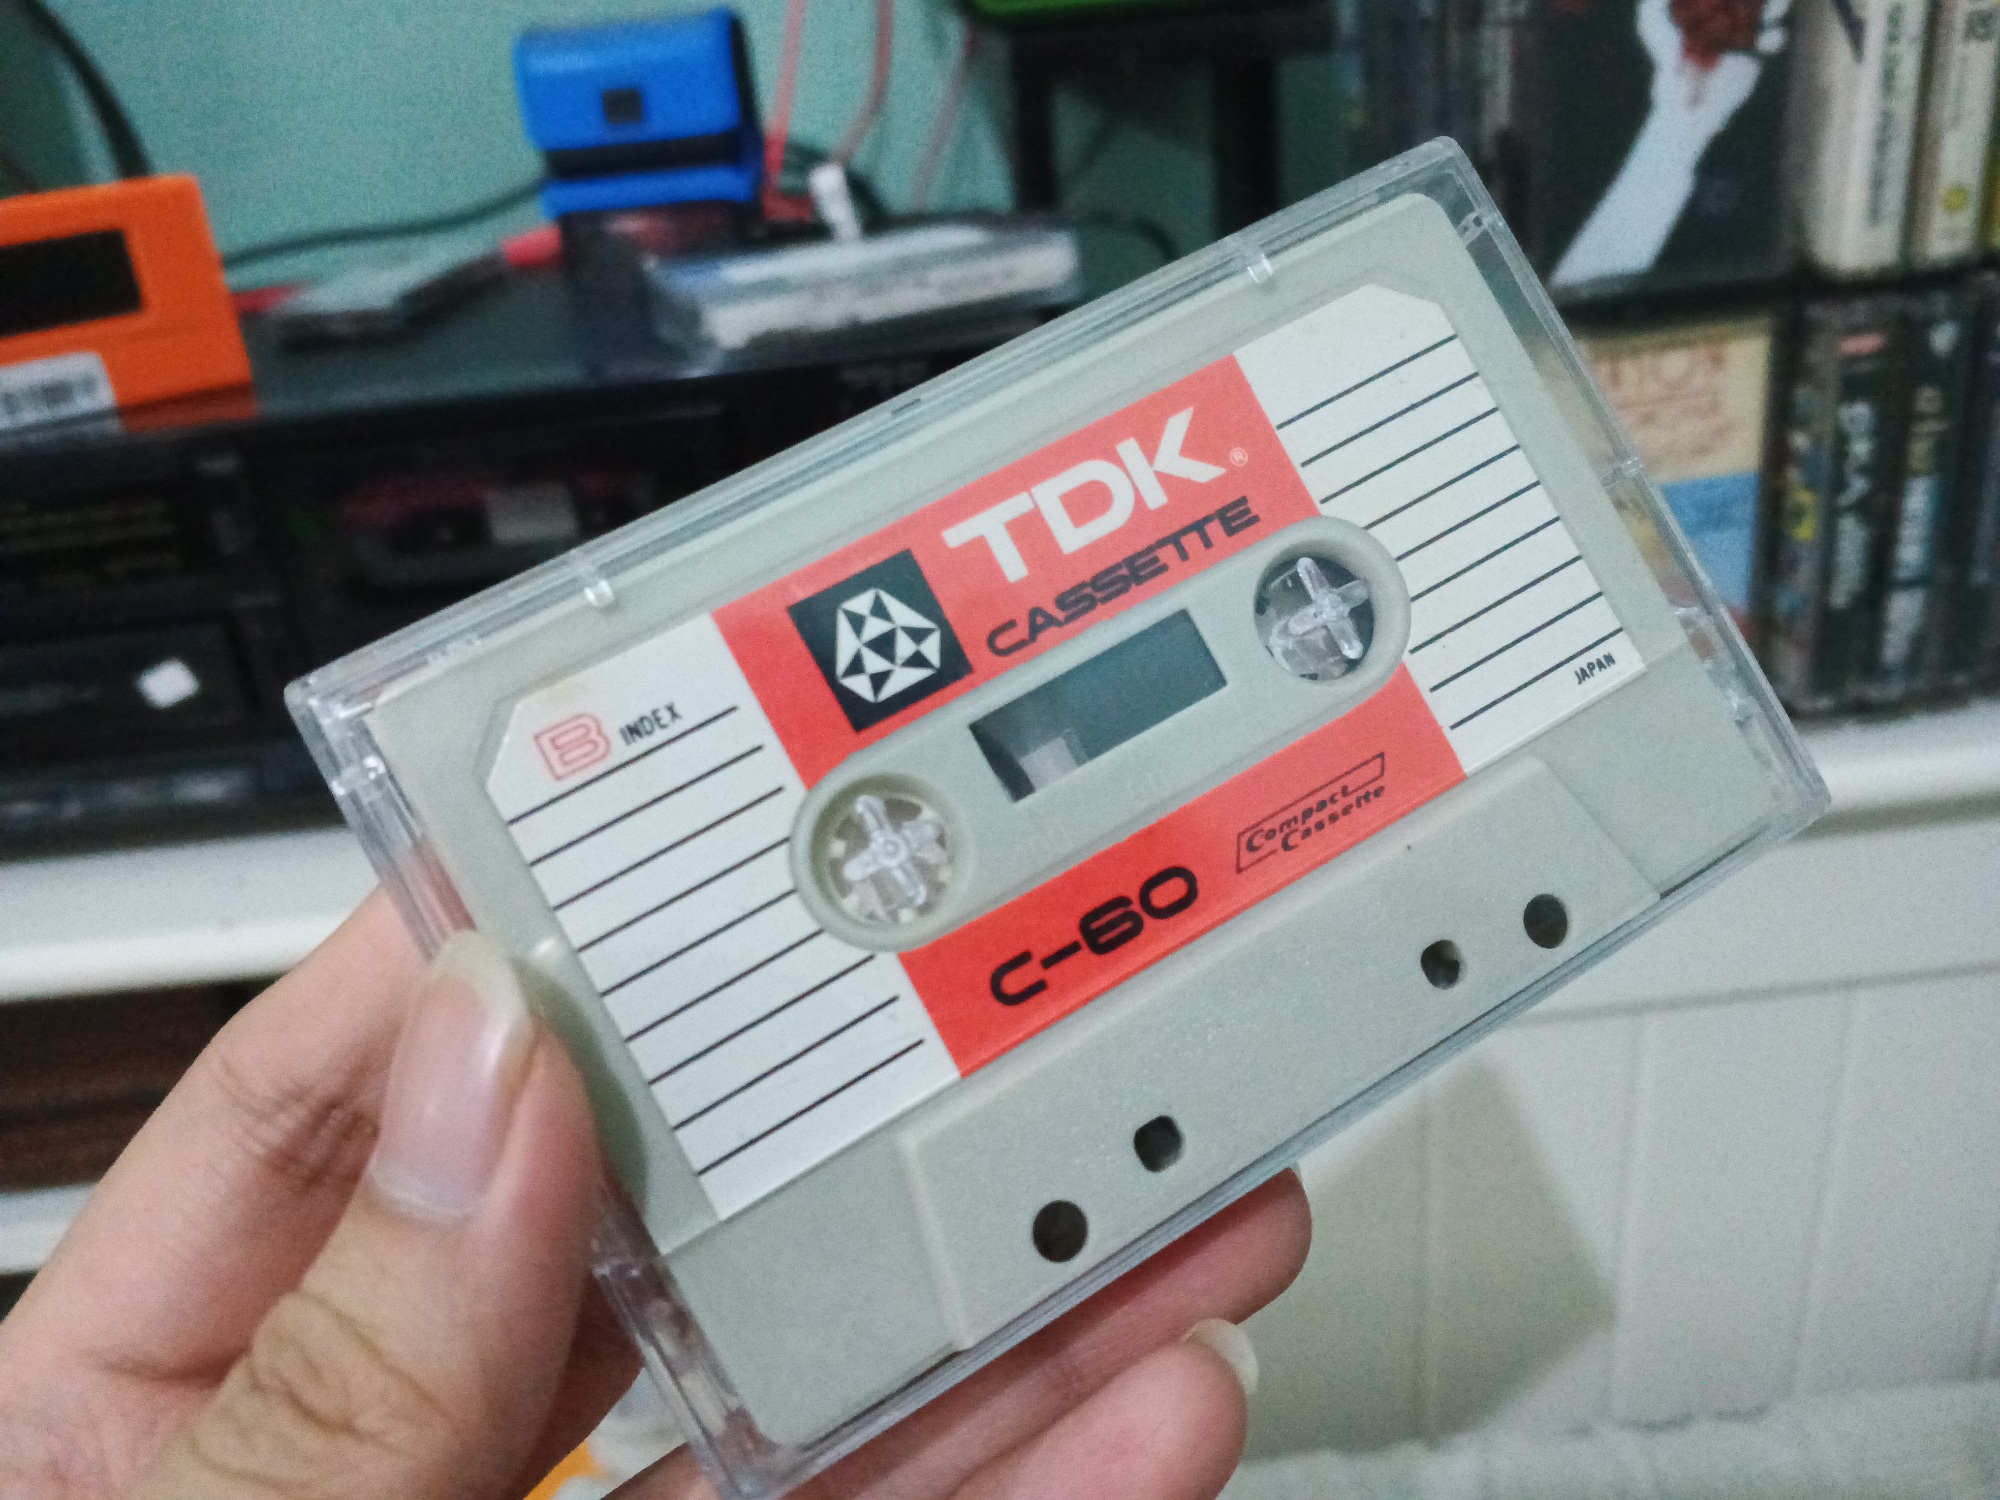 TDK®
CASSETTE
B INDEX
JAPAN
Compact
Cassette
C-60